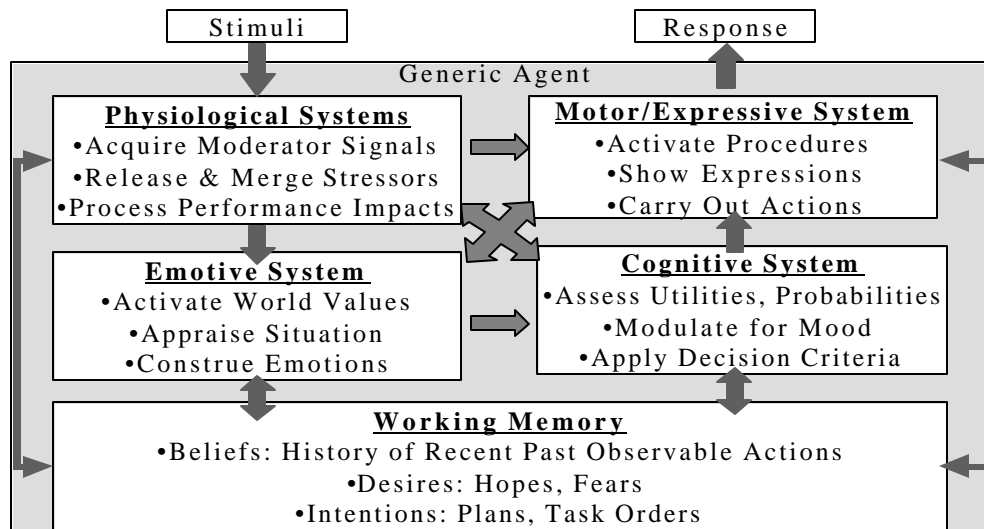 Stimuli
Response
Generic Agent
Physiological Systems
•Acquire Moderator Signals
•Release & Merge Stressors
•Process Performance Impacts
Motor/Expressive System
•Activate Procedures
•Show Expressions
•Carry Out Actions
Emotive System
•Activate World Values
•Appraise Situation
•Construe Emotions
Cognitive System
•Assess Utilities, Probabilities
•Modulate for Mood
•Apply Decision Criteria
Working Memory
•Beliefs: History of Recent Past Observable Actions
•Desires: Hopes, Fears
•Intentions: Plans, Task Orders